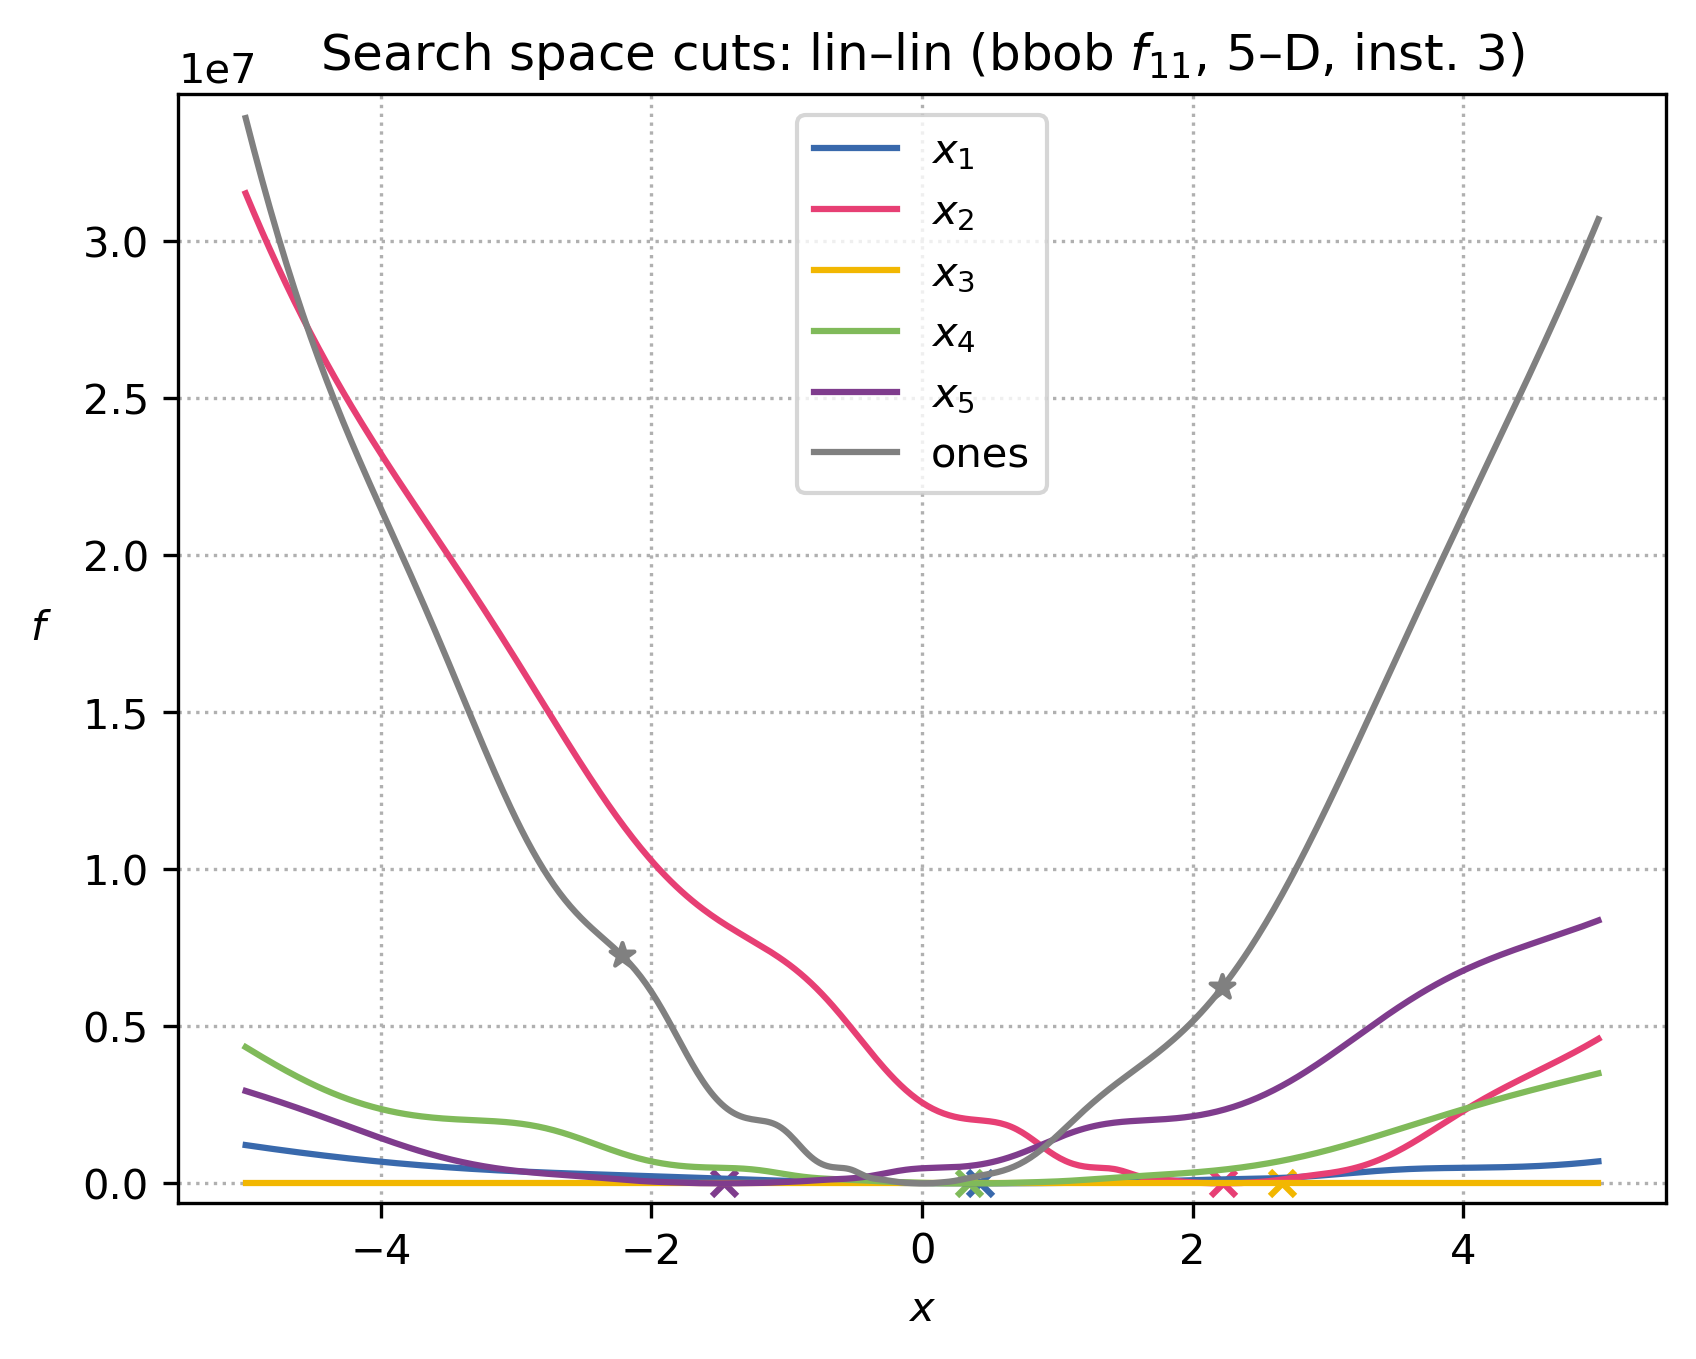 Search space cuts: lin–lin (bbob f₁₁, 5–D, inst. 3)
1e7
x₁
x₂
x₃
x₄
x₅
ones
3.0
2.5
2.0
1.5
1.0
0.5
0.0
f
−4 −2 0 2 4
x